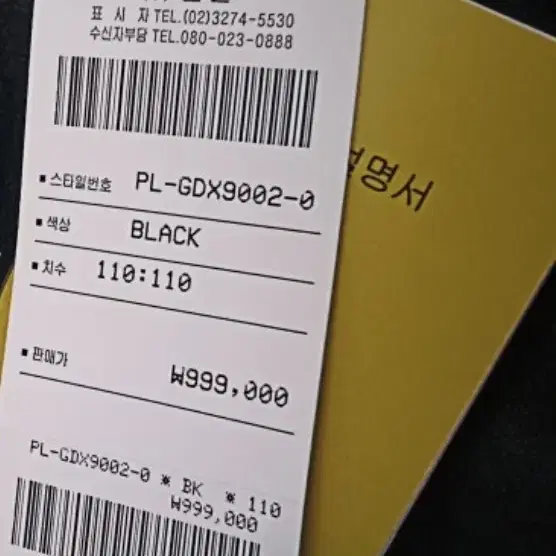 표 시 자 TEL.(02)3274-5530
수신자부담 TEL.080-023-0888
▪ 스타일번호 PL-GDX9002-0
▪ 색상 BLACK
▪ 치수 110:110
▪ 판매가 ₩999,000
PL-GDX9002-0 * BK * 110
₩999,000
명서